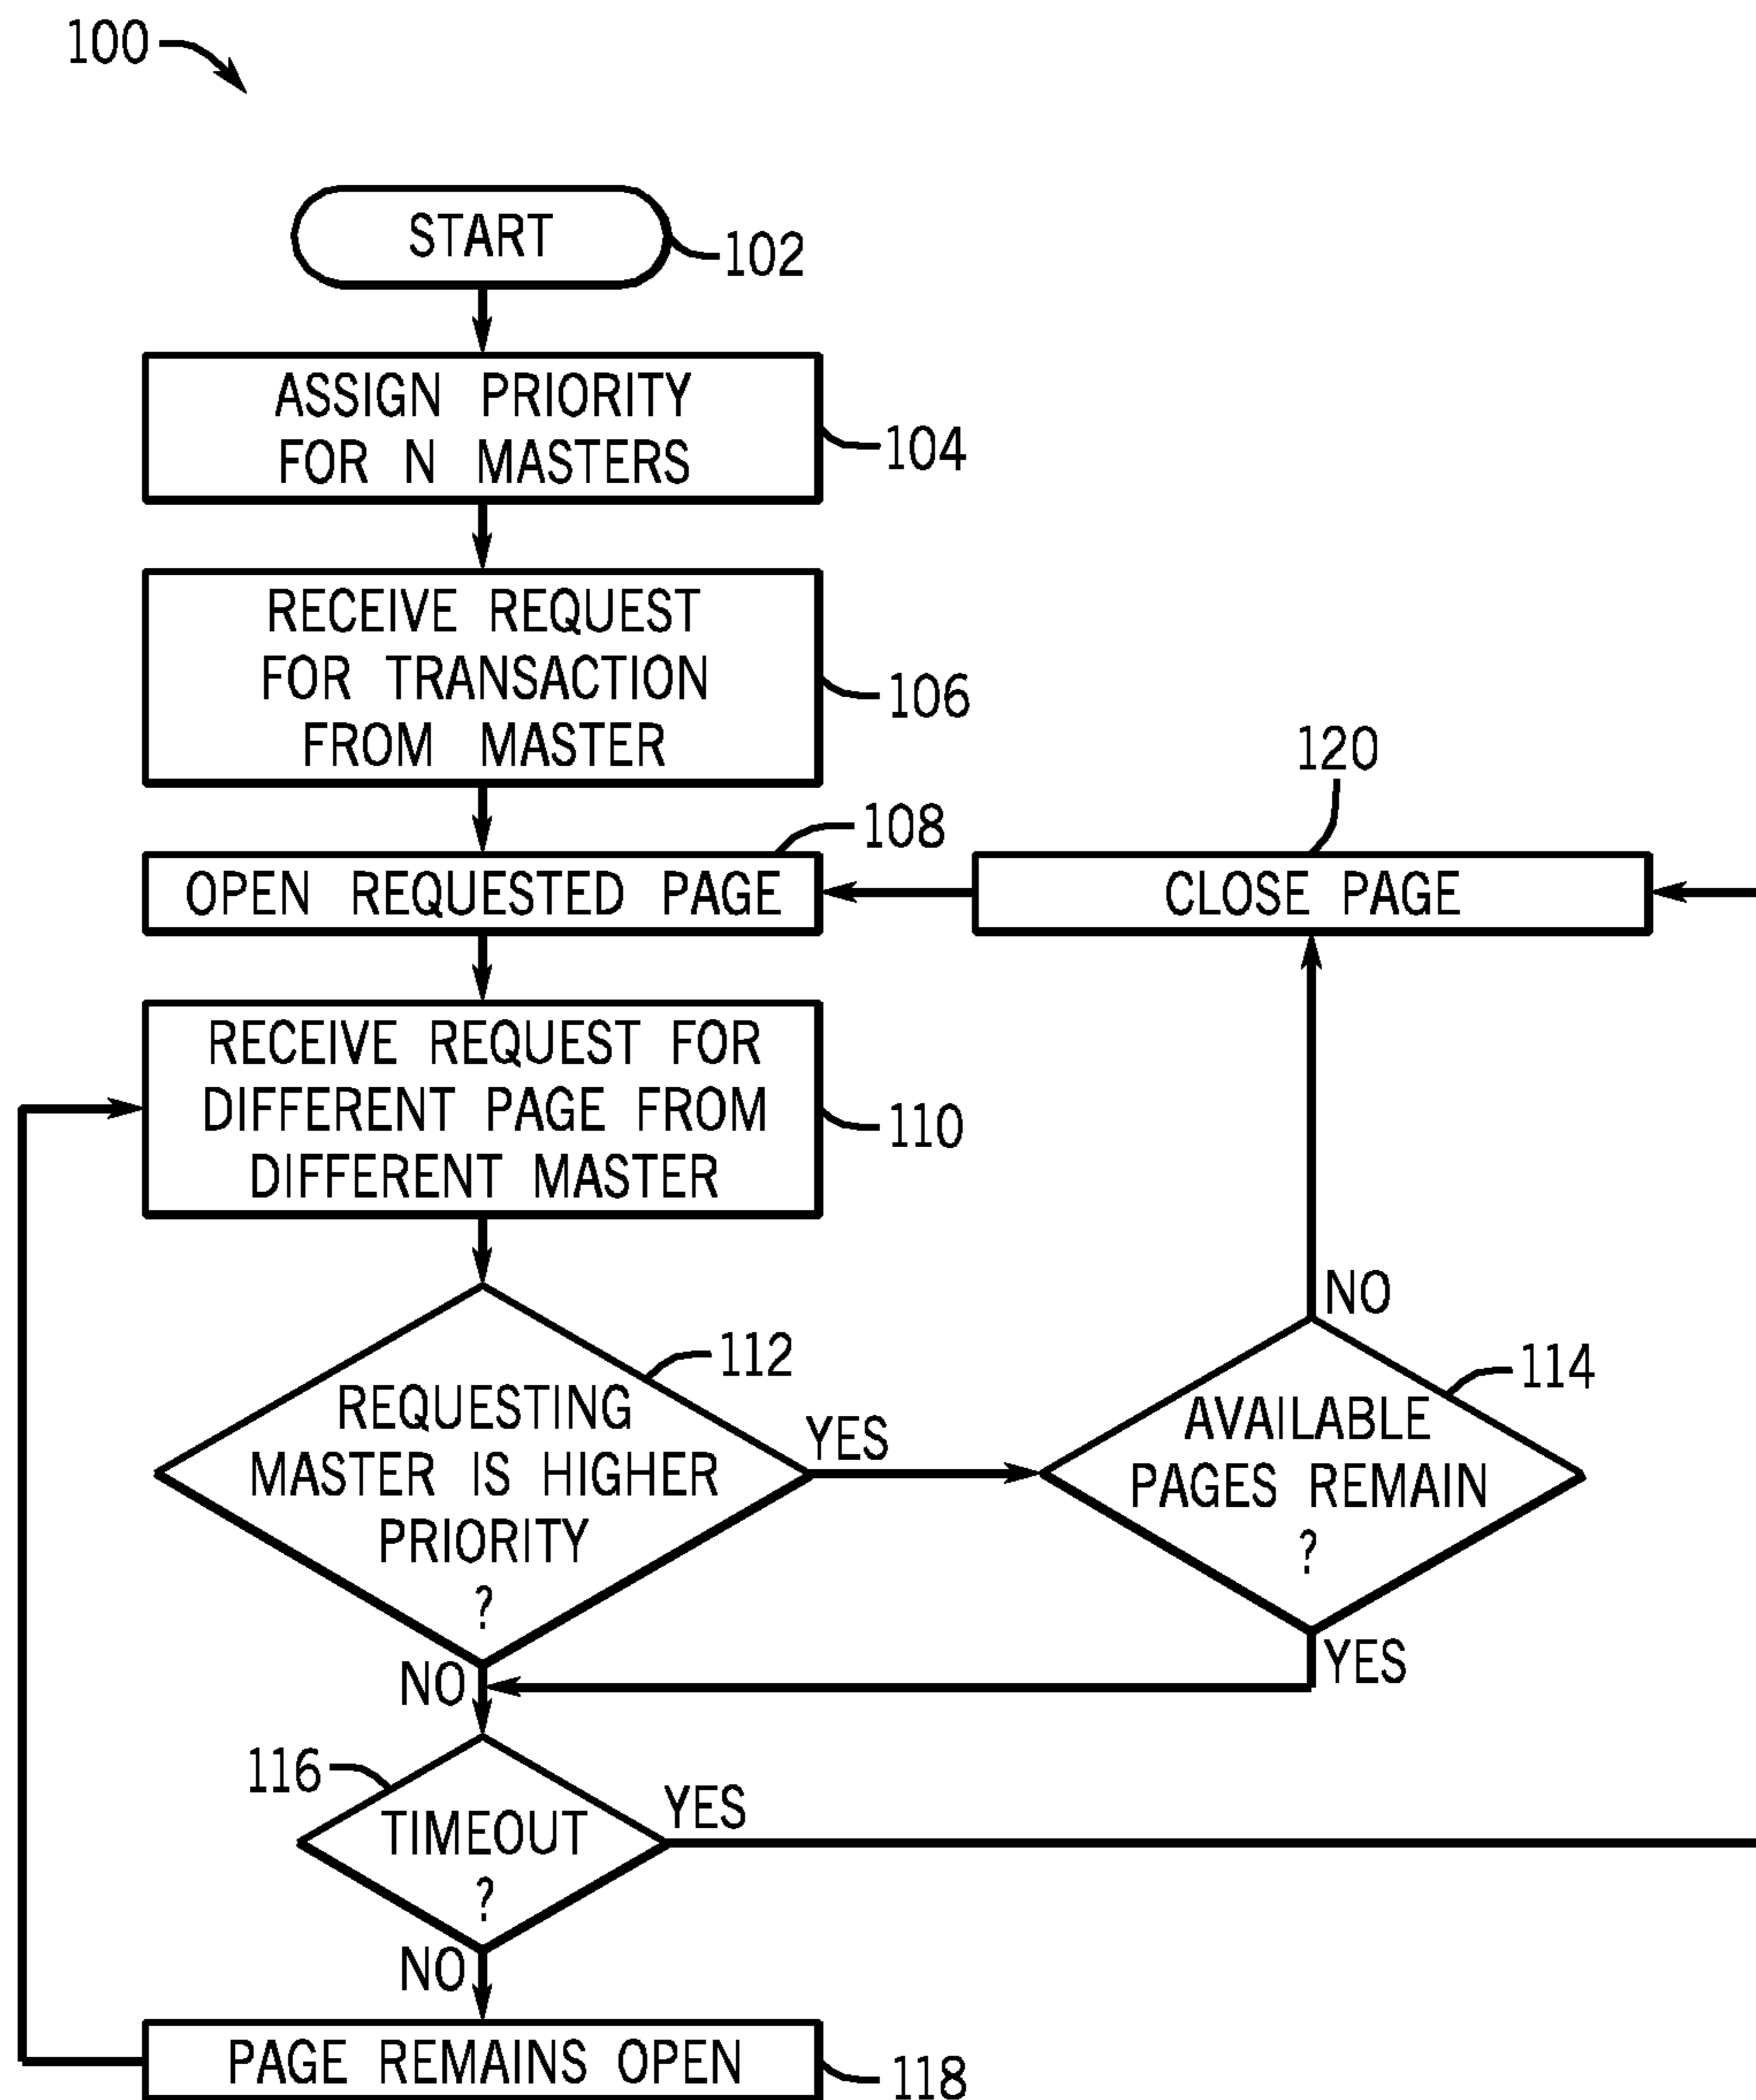 100
START
102
ASSIGN PRIORITY
FOR N MASTERS
104
RECEIVE REQUEST
FOR TRANSACTION
FROM MASTER
106
120
108
OPEN REQUESTED PAGE
CLOSE PAGE
RECEIVE REQUEST FOR
DIFFERENT PAGE FROM
DIFFERENT MASTER
110
NO
112
114
REQUESTING
MASTER IS HIGHER
PRIORITY
?
YES
AVAILABLE
PAGES REMAIN
?
NO
YES
116
TIMEOUT
?
YES
NO
PAGE REMAINS OPEN
118